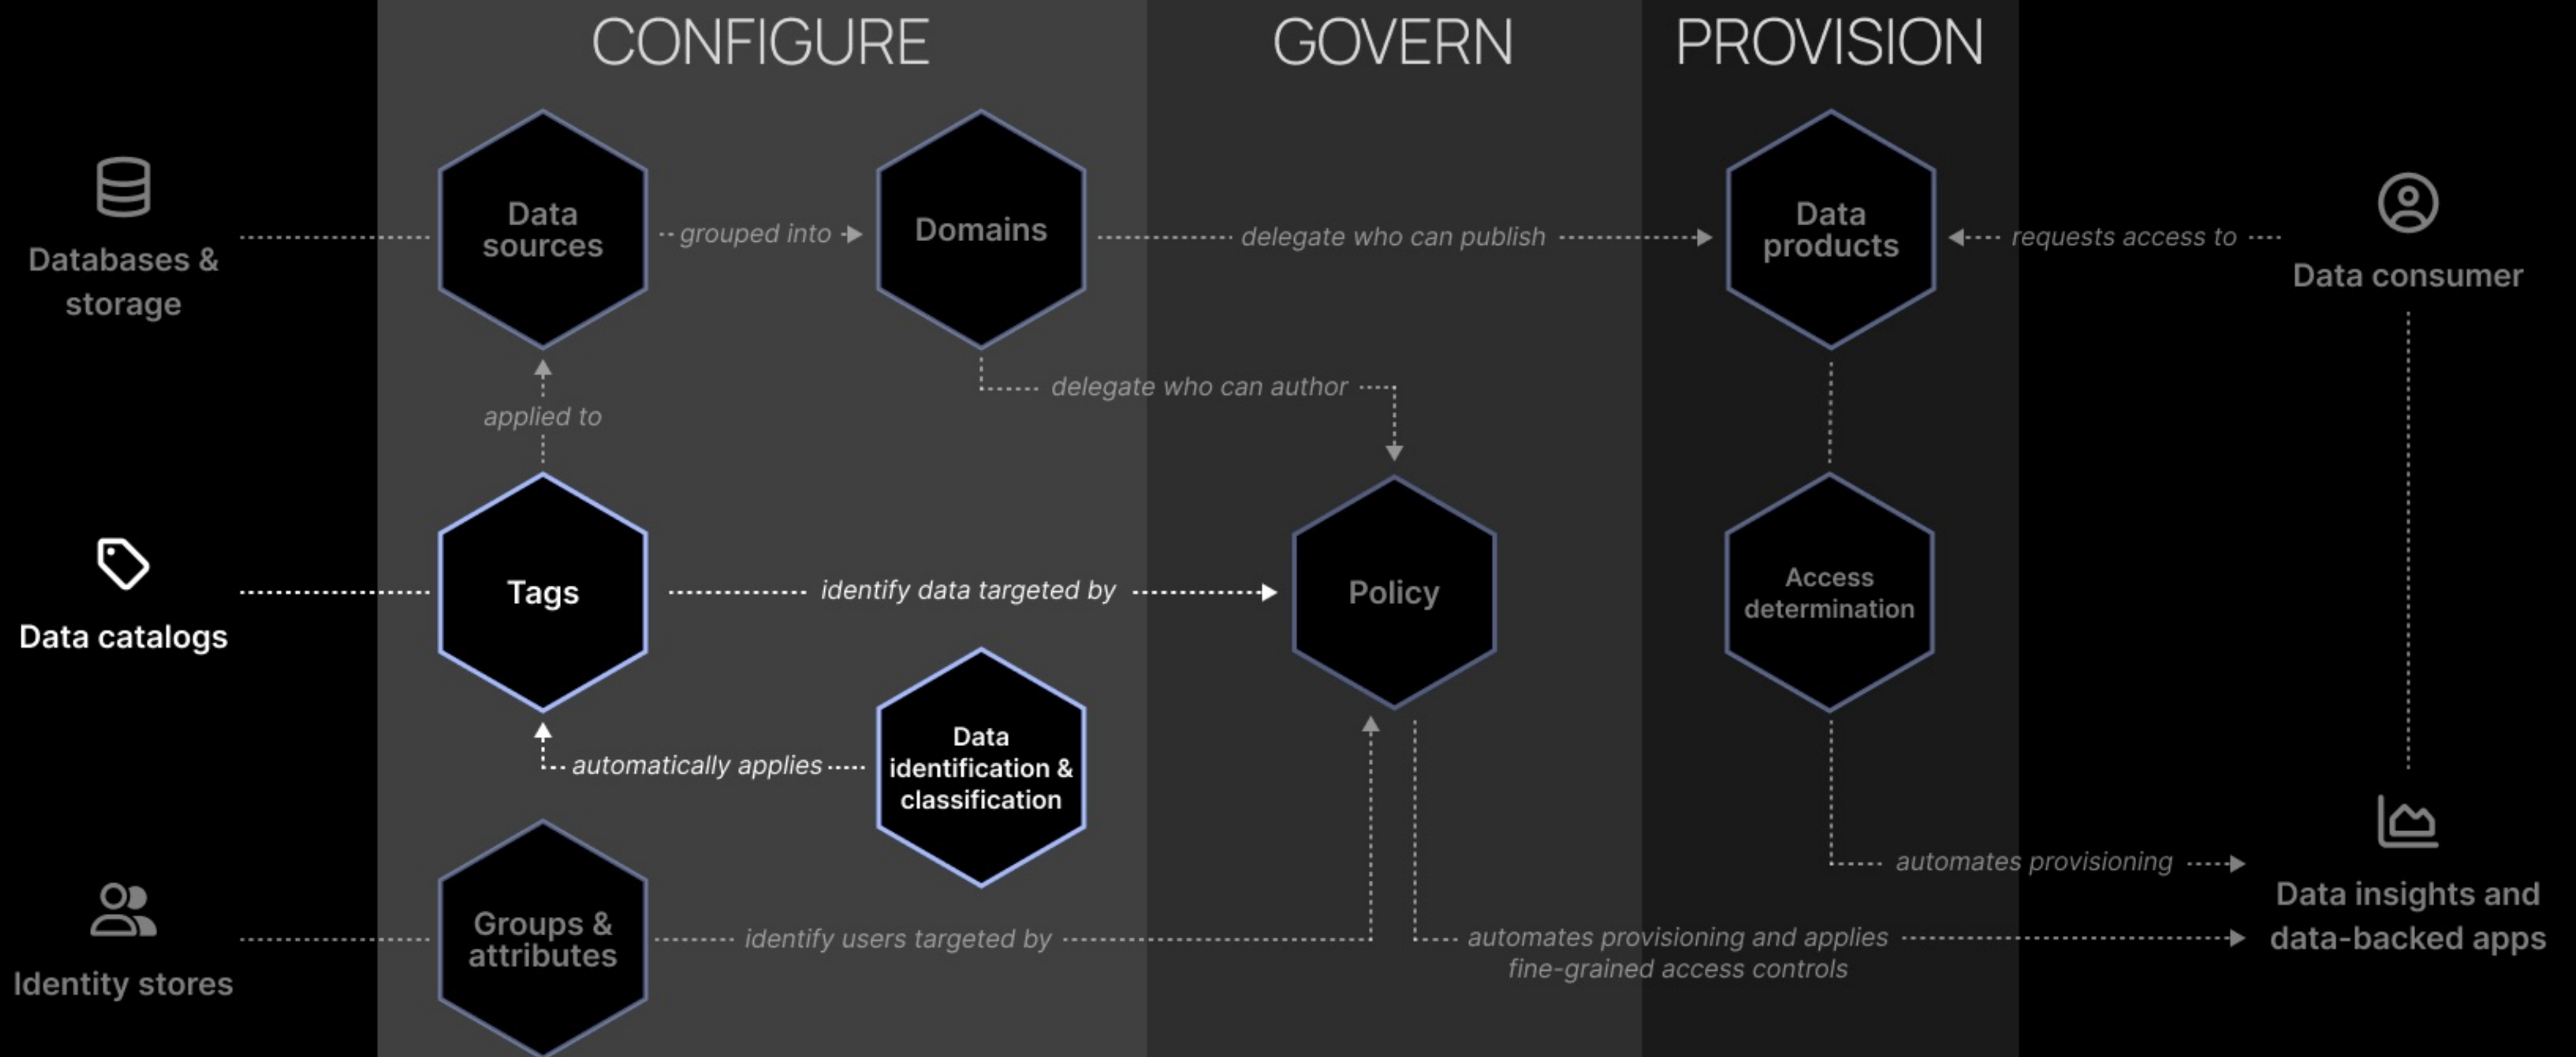 CONFIGURE
GOVERN
PROVISION
Databases &
storage
Data
sources
grouped into
Domains
delegate who can publish
Data
products
requests access to
Data consumer
applied to
delegate who can author
Data catalogs
Tags
identify data targeted by
Policy
Access
determination
automatically applies
Data
identification &
classification
Identity stores
Groups &
attributes
identify users targeted by
automates provisioning
automates provisioning and applies
fine-grained access controls
Data insights and
data-backed apps